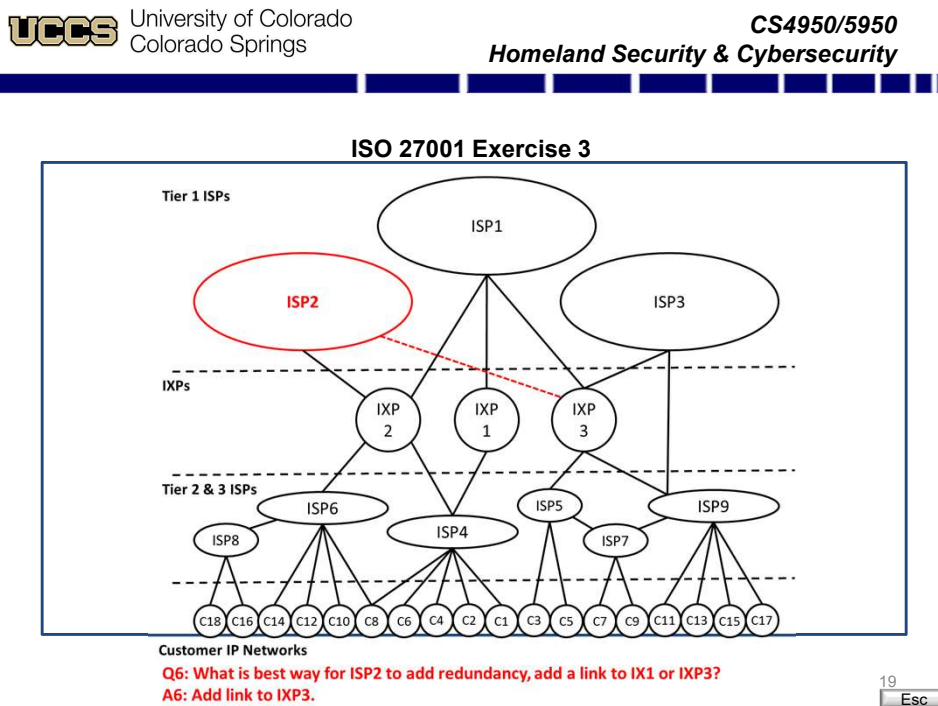 UCCS University of Colorado
Colorado Springs
CS4950/5950
Homeland Security & Cybersecurity
ISO 27001 Exercise 3
Tier 1 ISPs
ISP1
ISP2
ISP3
IXPs
IXP
2
IXP
1
IXP
3
Tier 2 & 3 ISPs
ISP6
ISP4
ISP5
ISP9
ISP8
ISP7
C18 C16 C14 C12 C10 C8 C6 C4 C2 C1 C3 C5 C7 C9 C11 C13 C15 C17
Customer IP Networks
Q6: What is best way for ISP2 to add redundancy, add a link to IX1 or IXP3?
A6: Add link to IXP3.
19
Esc